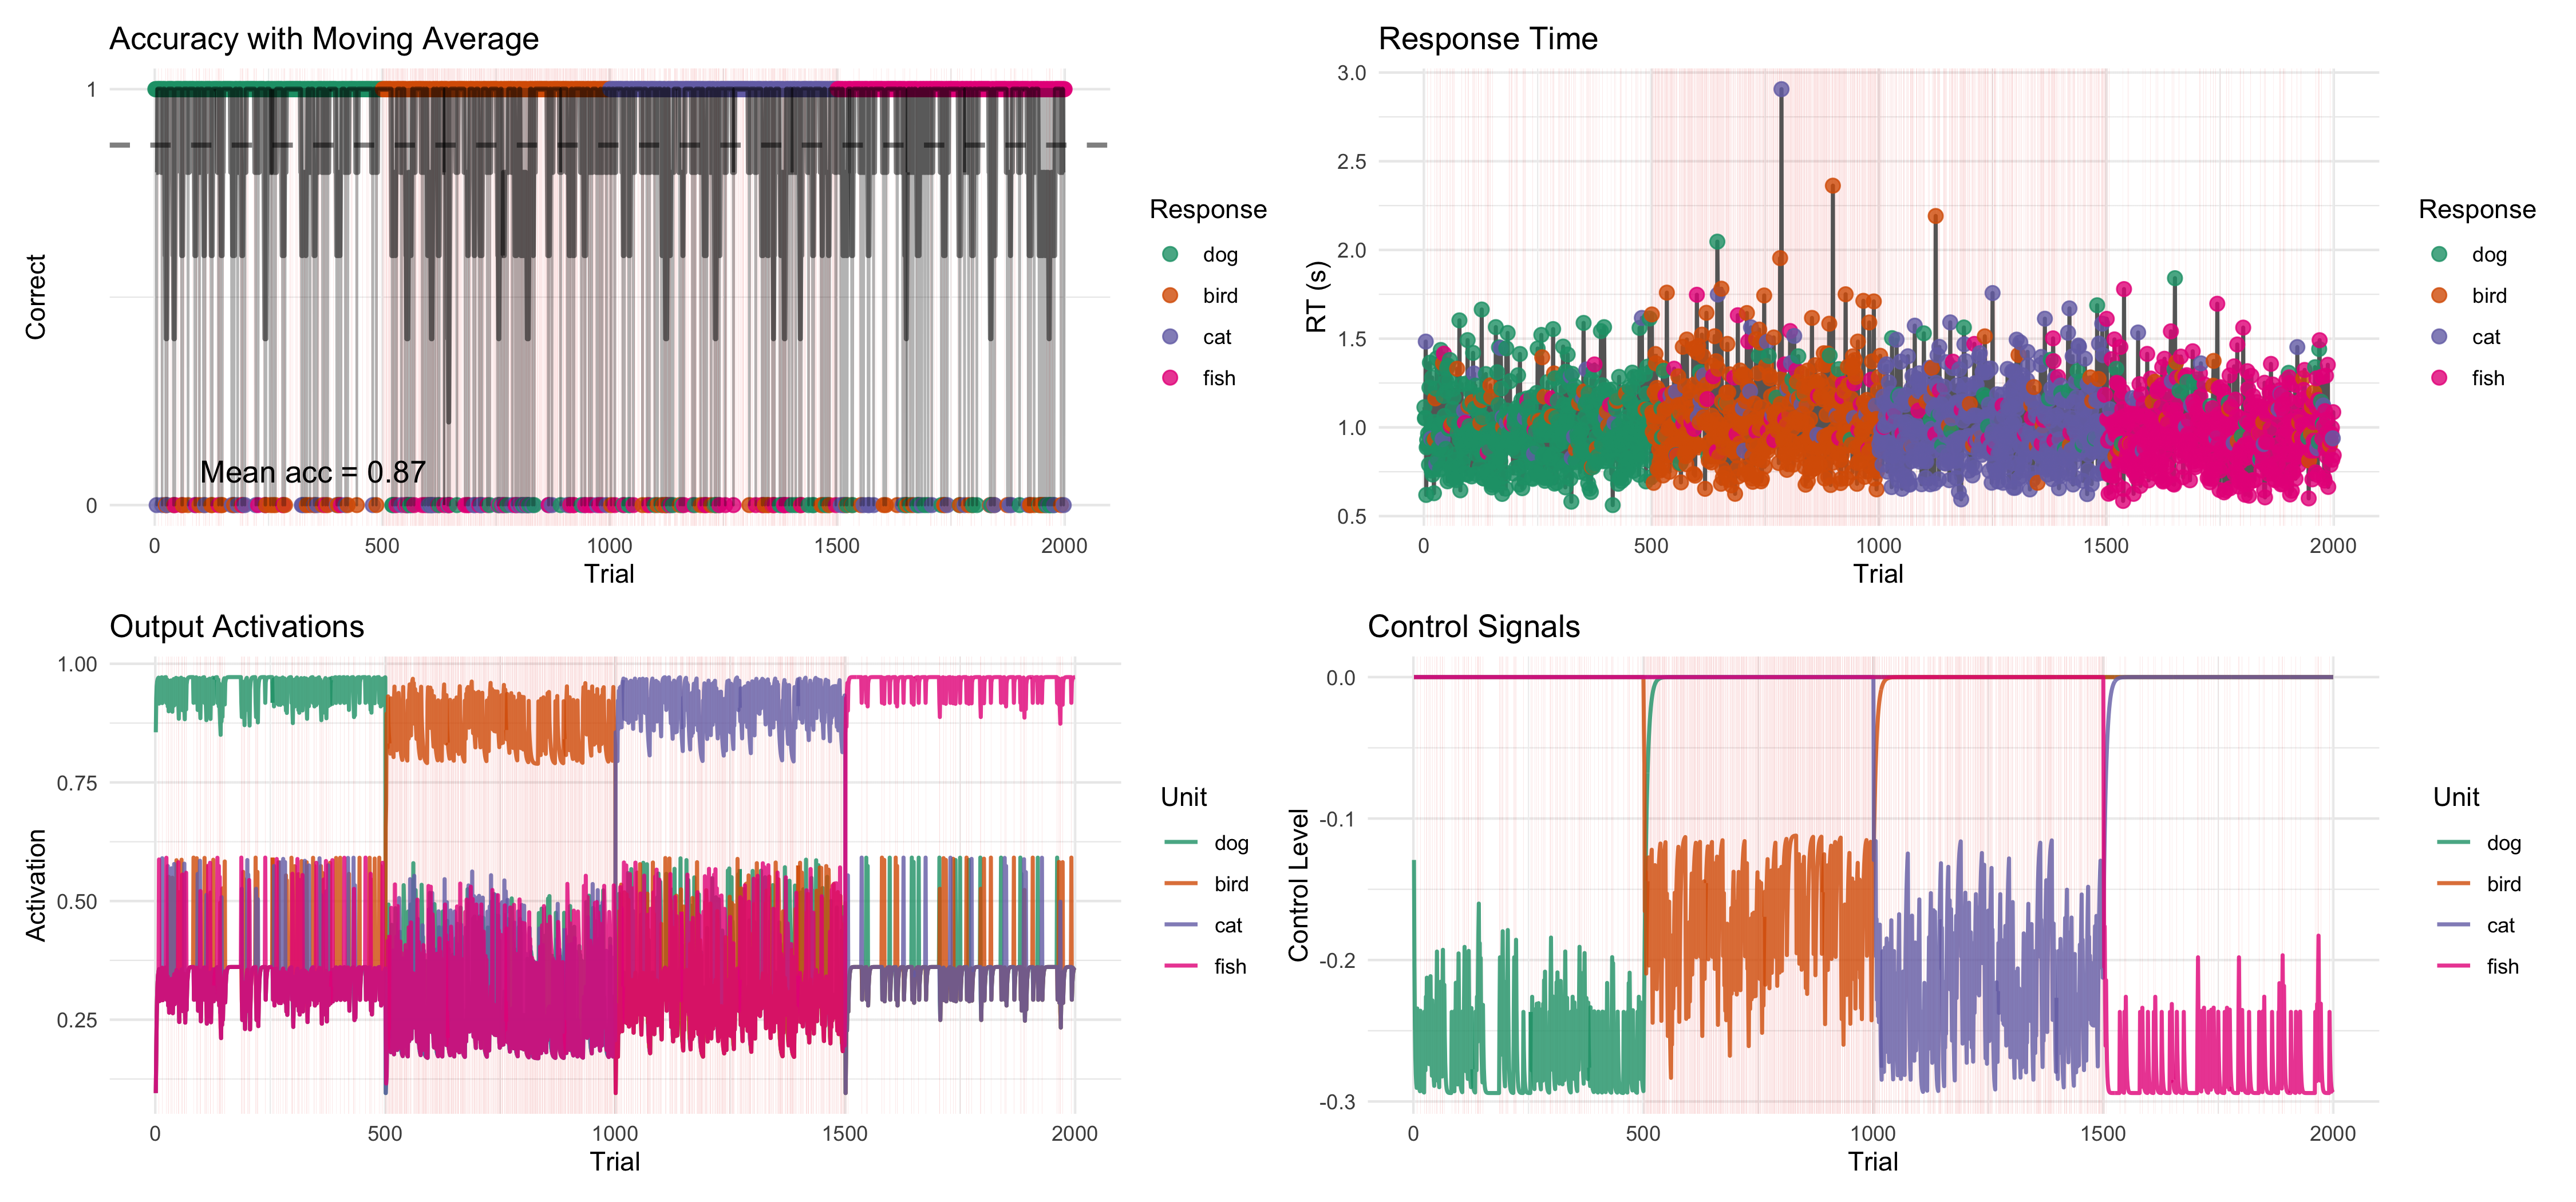 Accuracy with Moving Average
1
0
Correct
Mean acc = 0.87
0 500 1000 1500 2000
Trial
Response
dog
bird
cat
fish
Response Time
3.0
2.5
2.0
1.5
1.0
0.5
RT (s)
0 500 1000 1500 2000
Trial
Response
dog
bird
cat
fish
Output Activations
1.00
0.75
0.50
0.25
Activation
0 500 1000 1500 2000
Trial
Unit
dog
bird
cat
fish
Control Signals
0.0
-0.1
-0.2
-0.3
Control Level
0 500 1000 1500 2000
Trial
Unit
dog
bird
cat
fish